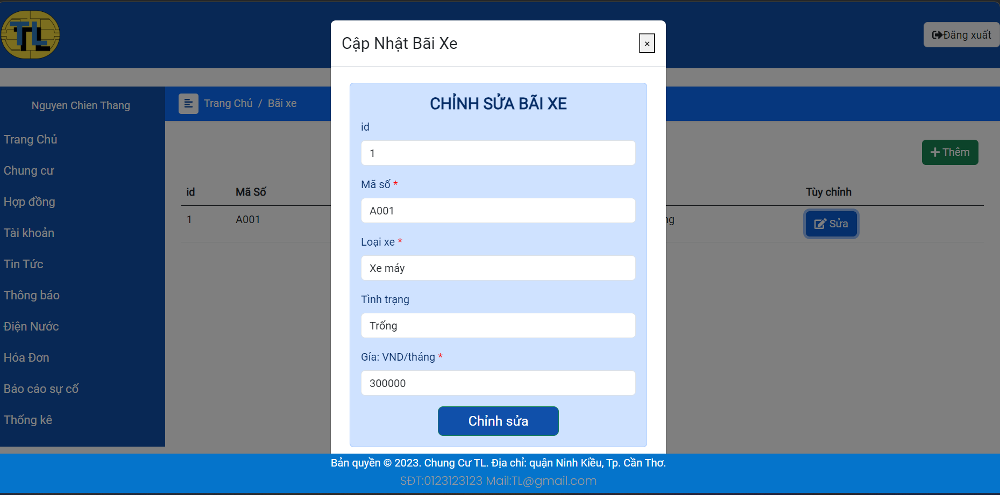 TL
Đăng xuất
Cập Nhật Bãi Xe
×
Nguyen Chien Thang
Trang Chủ / Bãi xe
Trang Chủ
Chung cư
Hợp đồng
Tài khoản
Tin Tức
Thông báo
Điện Nước
Hóa Đơn
Báo cáo sự cố
Thống kê
Thêm
id Mã Số Tùy chỉnh
1 A001 Sửa
CHỈNH SỬA BÃI XE
id
1
Mã số *
A001
Loại xe *
Xe máy
Tình trạng
Trống
Gía: VND/tháng *
300000
Chỉnh sửa
Bản quyền © 2023. Chung Cư TL. Địa chỉ: quận Ninh Kiều, Tp. Cần Thơ.
SĐT:0123123123 Mail:TL@gmail.com